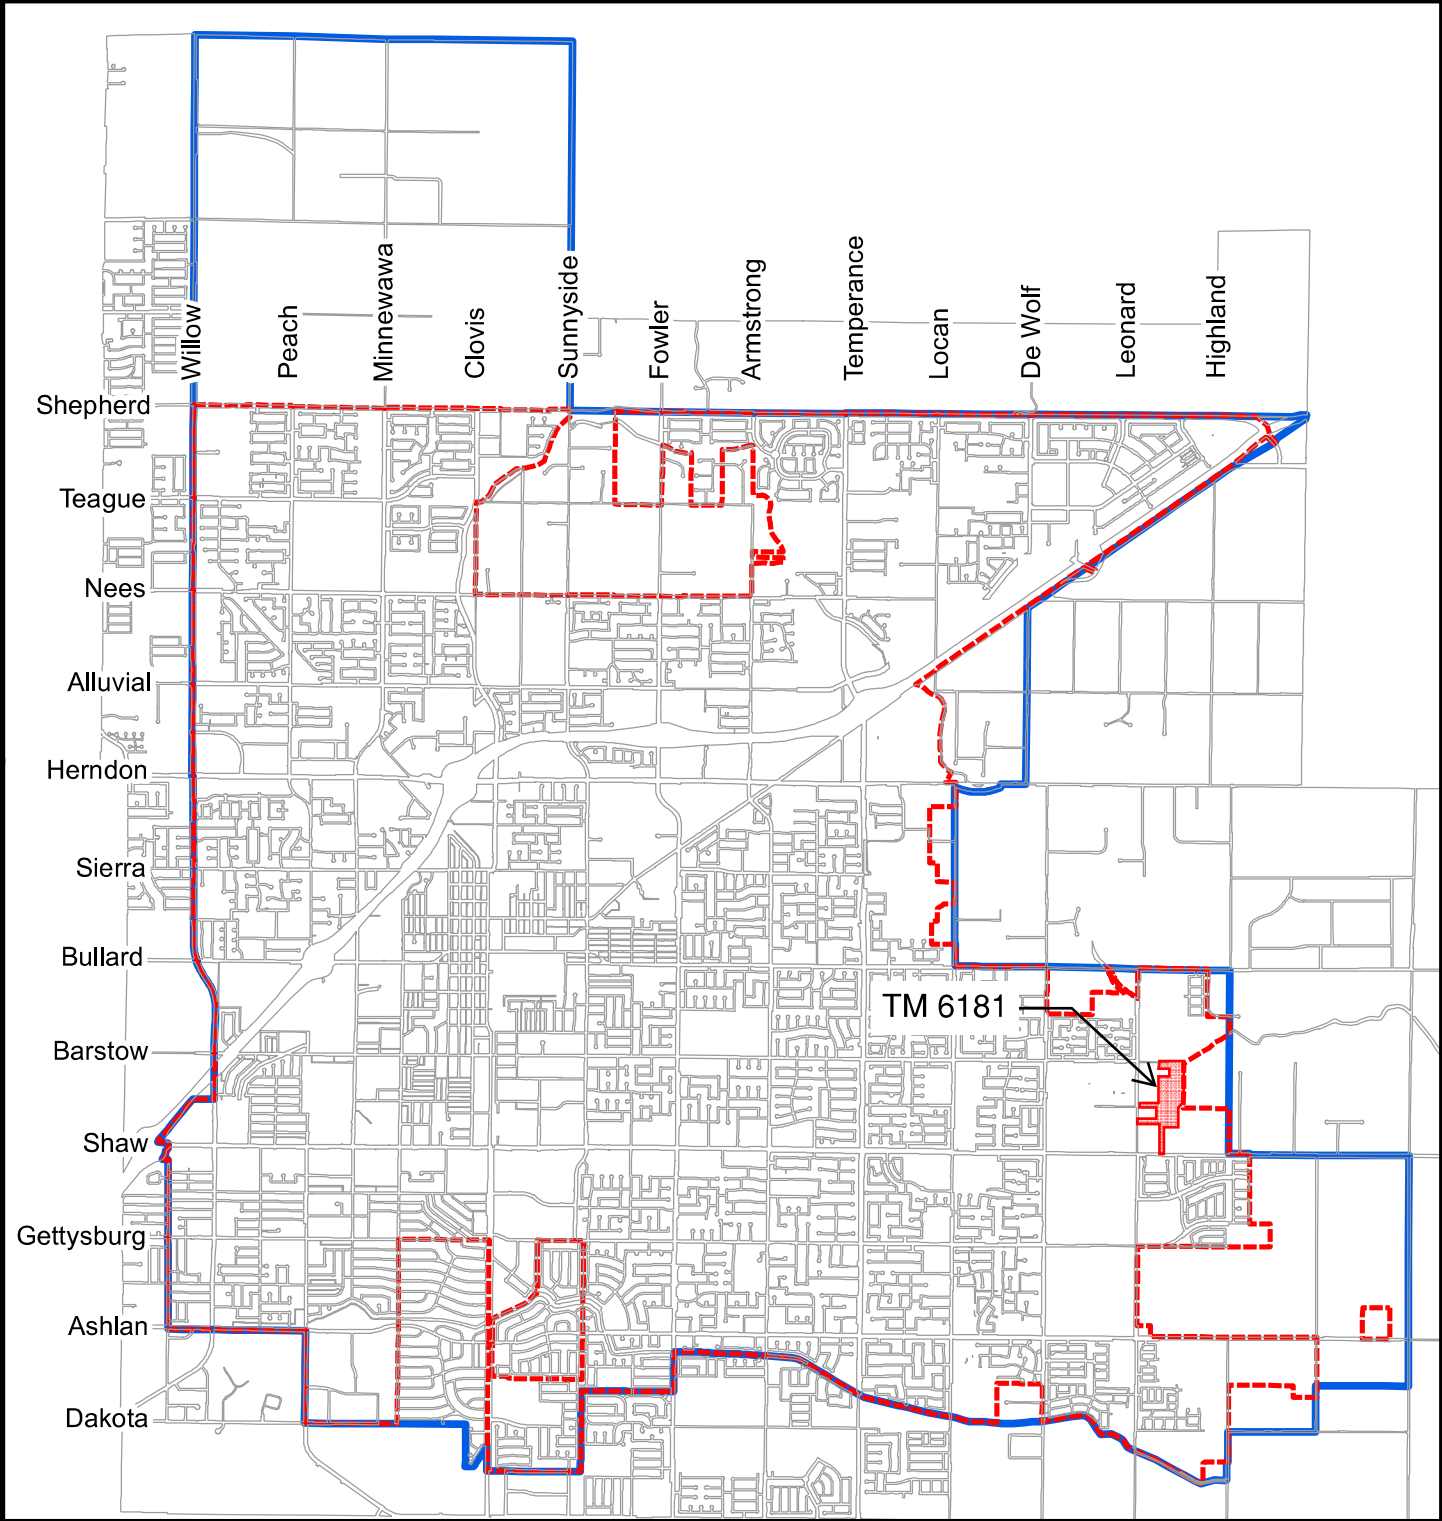 Willow
Peach
Minnewawa
Clovis
Sunnyside
Fowler
Armstrong
Temperance
Locan
De Wolf
Leonard
Highland
Shepherd
Teague
Nees
Alluvial
Herndon
Sierra
Bullard
TM 6181
Barstow
Shaw
Gettysburg
Ashlan
Dakota